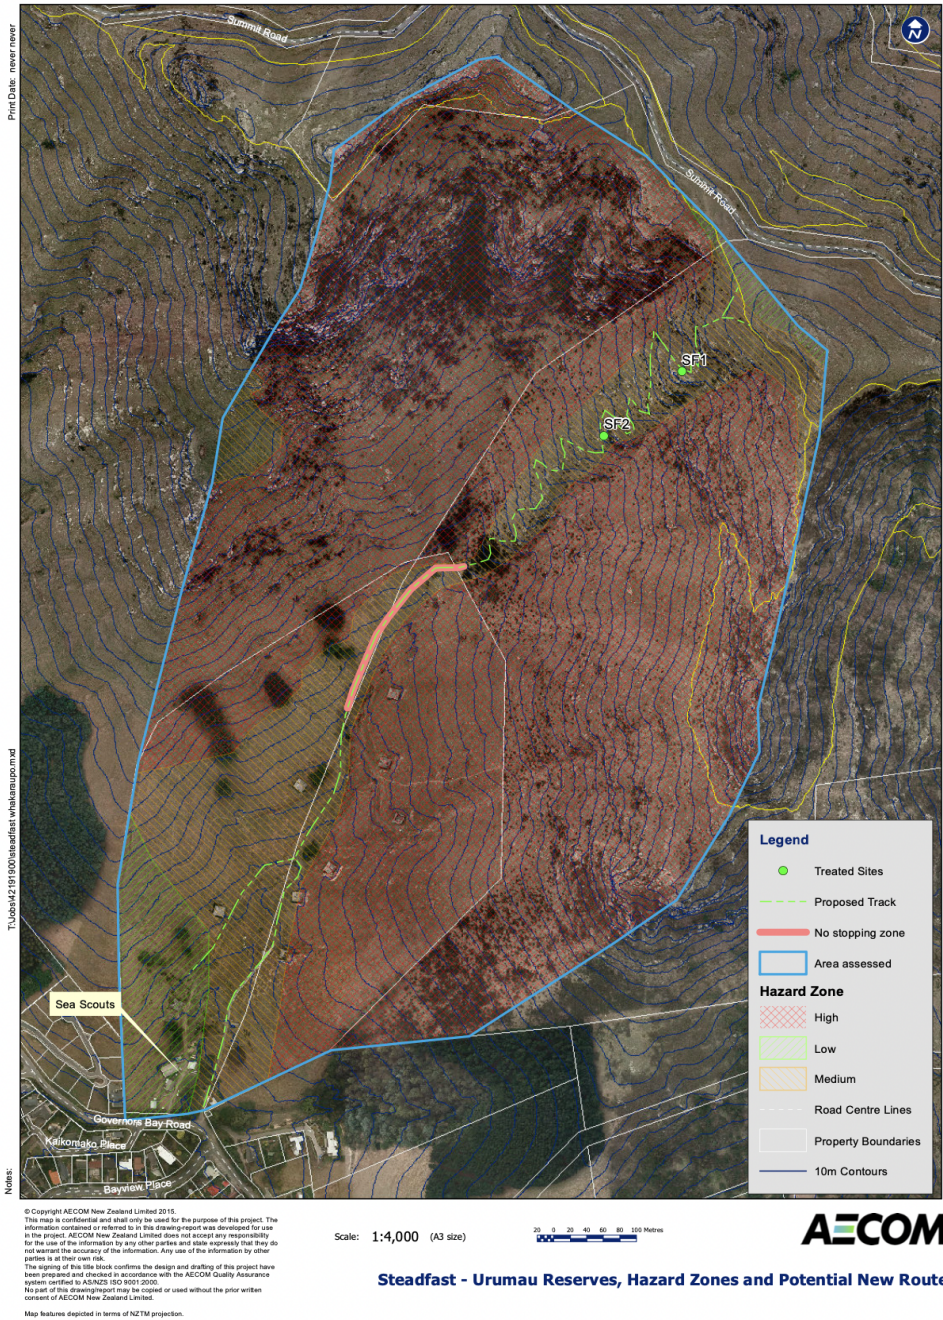 Print Date:  never never
Summit Road
N
Summit Road
SF1
SF2
T:\Jobs\42191900\steadfast whakaraupo.mxd
Sea Scouts
Governors Bay Road
Kaikomako Place
Bayview Place
Notes:
Legend
Treated Sites
Proposed Track
No stopping zone
Area assessed
Hazard Zone
High
Low
Medium
Road Centre Lines
Property Boundaries
10m Contours
© Copyright AECOM New Zealand Limited 2015.
This map is confidential and shall only be used for the purpose of this project. The
information contained or referred to in this drawing-report was developed for use
in the project. AECOM New Zealand Limited does not accept any responsibility
for the use of the information by any other parties and state expressly that they do
not warrant the accuracy of the information. Any use of the information by other
parties is at their own risk.
The signing of this title block confirms the design and drafting of this project have
been prepared and checked in accordance with the AECOM Quality Assurance
system certified to AS/NZS ISO 9001:2000.
No part of this drawing/report may be copied or used without the prior written
consent of AECOM New Zealand Limited.
Map features depicted in terms of NZTM projection.
Scale: 1:4,000 (A3 size)
20 0 20 40 60 80 100 Metres
AECOM
Steadfast - Urumau Reserves, Hazard Zones and Potential New Route